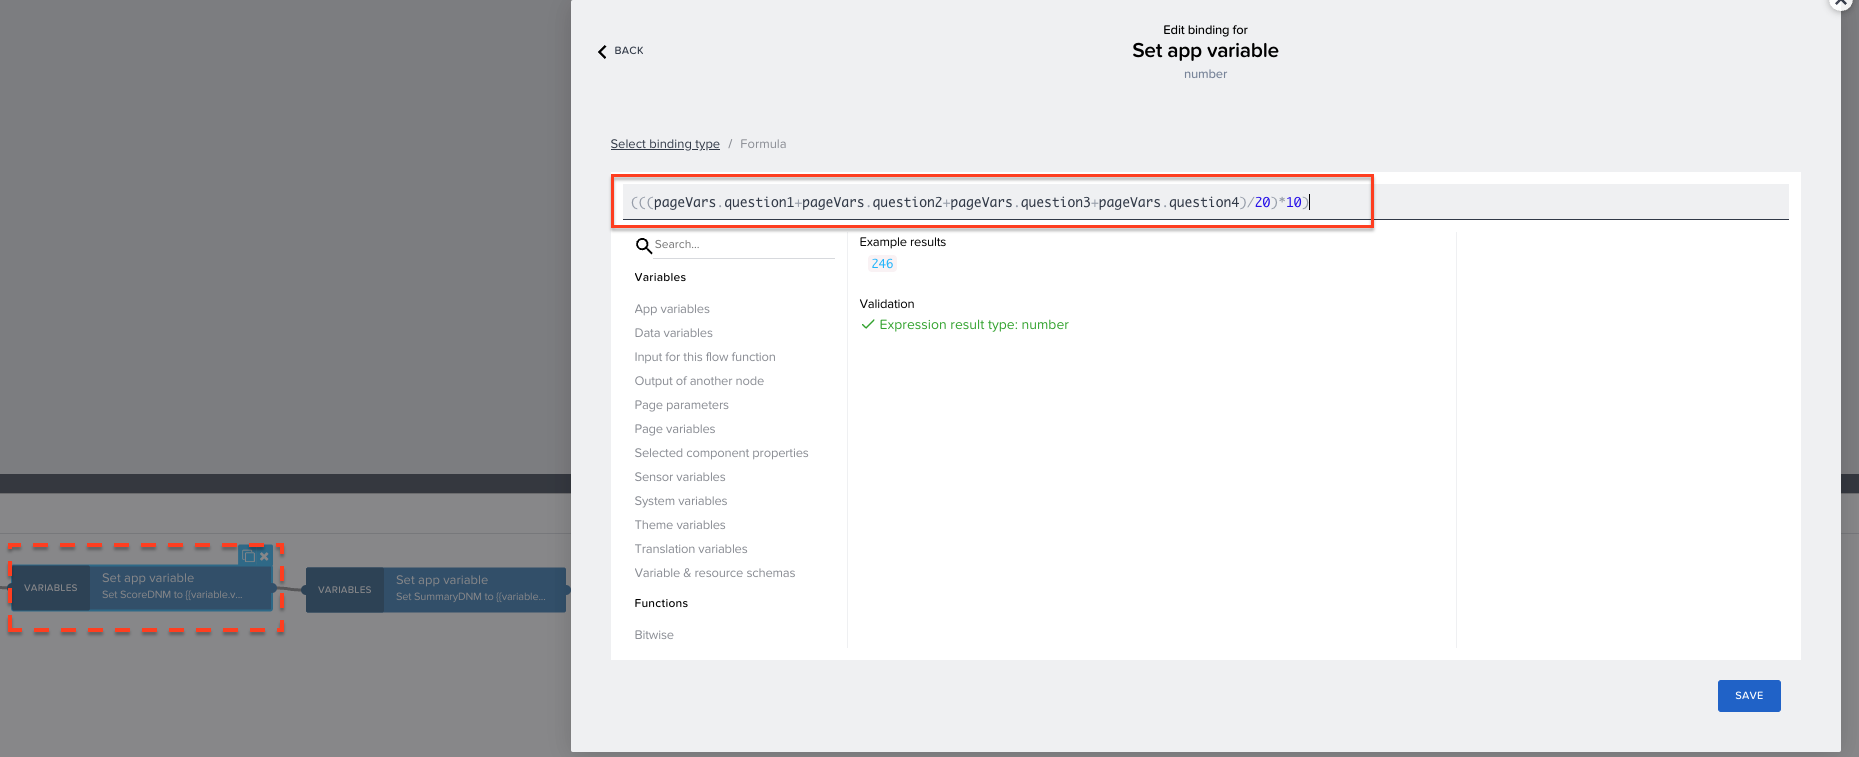 Edit binding for
BACK
Set app variable
number
Select binding type / Formula
(((pageVars.question1+pageVars.question2+pageVars.question3+pageVars.question4)/20)*10)
Search...
Variables
App variables
Data variables
Input for this flow function
Output of another node
Page parameters
Page variables
Selected component properties
Sensor variables
System variables
Theme variables
Translation variables
Variable & resource schemas
Functions
Bitwise
Example results
246
Validation
Expression result type: number
SAVE
VARIABLES
Set app variable
Set ScoreDNM to {{variable.v...
VARIABLES
Set app variable
Set SummaryDNM to {{variable...